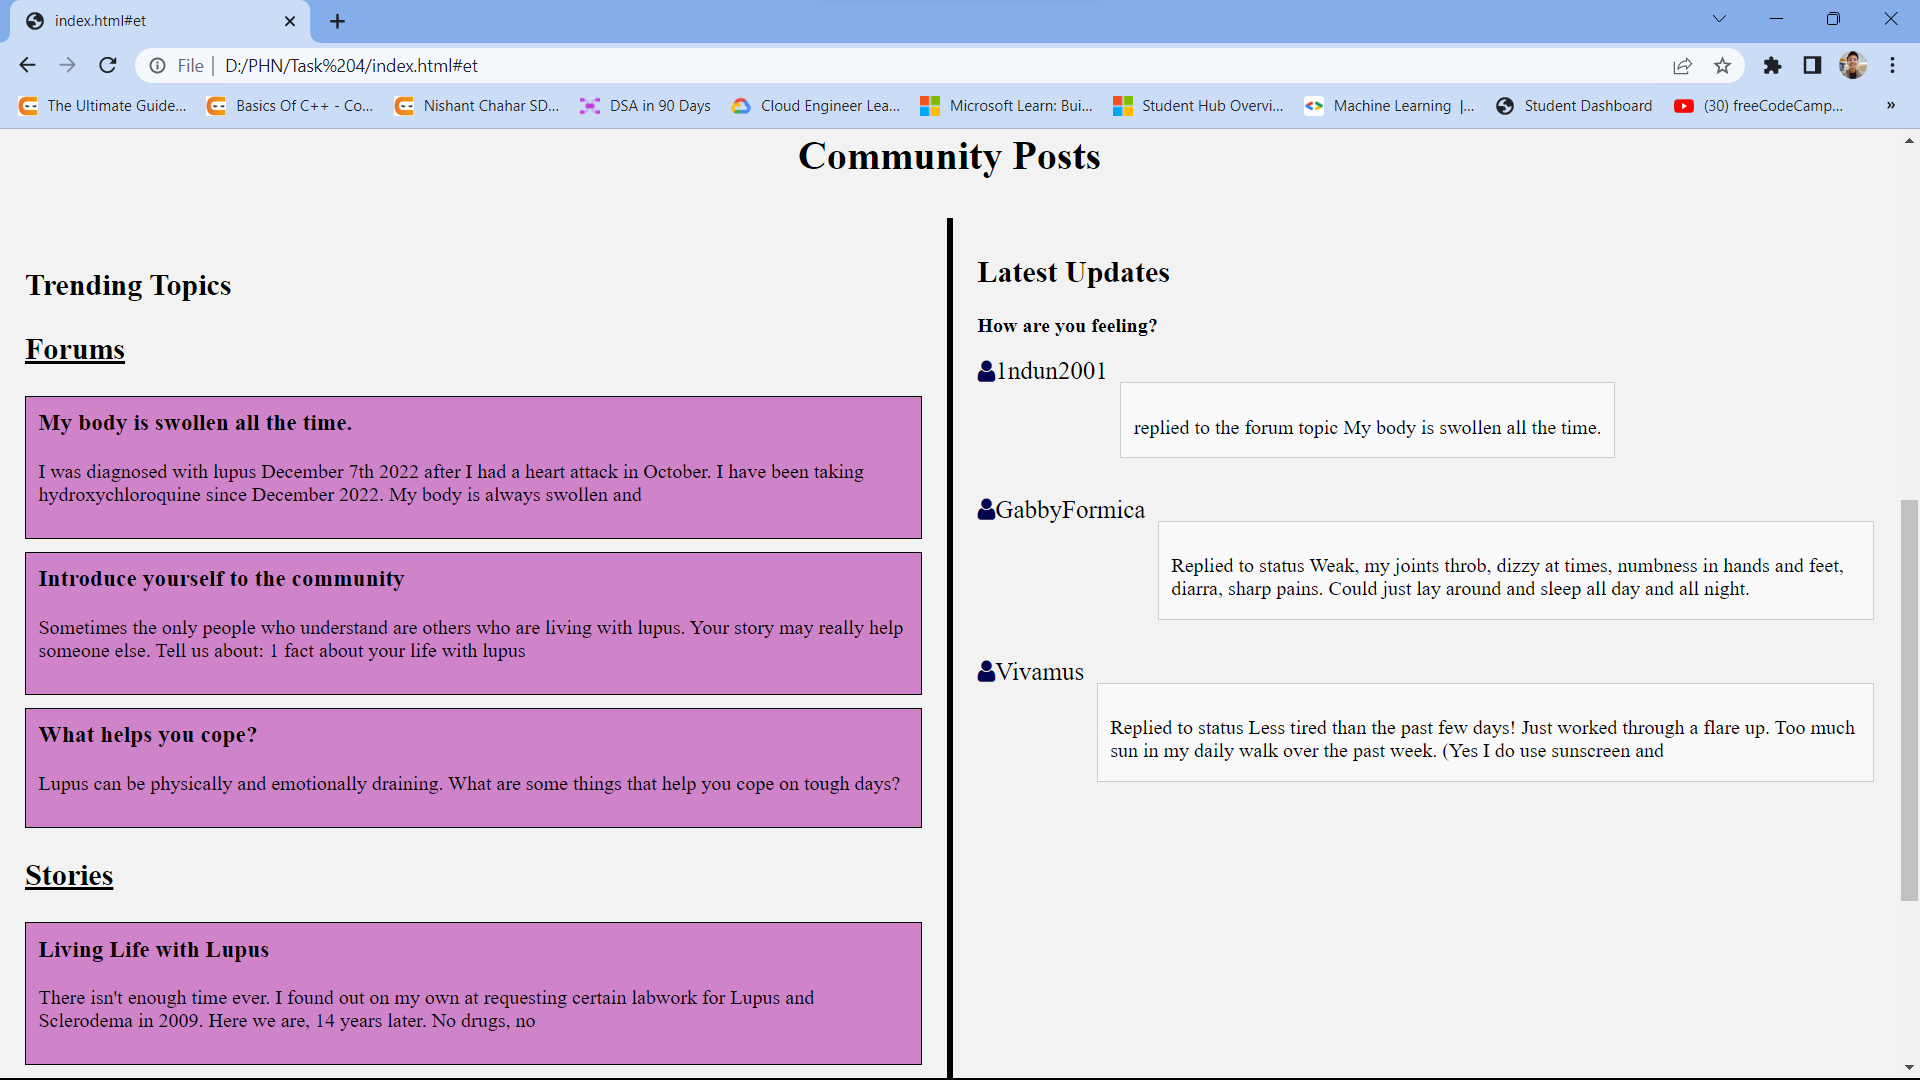 index.html#et
File | D:/PHN/Task%204/index.html#et
The Ultimate Guide...
Basics Of C++ - Co...
Nishant Chahar SD...
DSA in 90 Days
Cloud Engineer Lea...
Microsoft Learn: Bui...
Student Hub Overvi...
Machine Learning |...
Student Dashboard
(30) freeCodeCamp...
»
Community Posts
Trending Topics
Forums
My body is swollen all the time.
I was diagnosed with lupus December 7th 2022 after I had a heart attack in October. I have been taking
hydroxychloroquine since December 2022. My body is always swollen and
Introduce yourself to the community
Sometimes the only people who understand are others who are living with lupus. Your story may really help
someone else. Tell us about: 1 fact about your life with lupus
What helps you cope?
Lupus can be physically and emotionally draining. What are some things that help you cope on tough days?
Stories
Living Life with Lupus
There isn't enough time ever. I found out on my own at requesting certain labwork for Lupus and
Sclerodema in 2009. Here we are, 14 years later. No drugs, no
Latest Updates
How are you feeling?
1ndun2001
replied to the forum topic My body is swollen all the time.
GabbyFormica
Replied to status Weak, my joints throb, dizzy at times, numbness in hands and feet,
diarra, sharp pains. Could just lay around and sleep all day and all night.
Vivamus
Replied to status Less tired than the past few days! Just worked through a flare up. Too much
sun in my daily walk over the past week. (Yes I do use sunscreen and